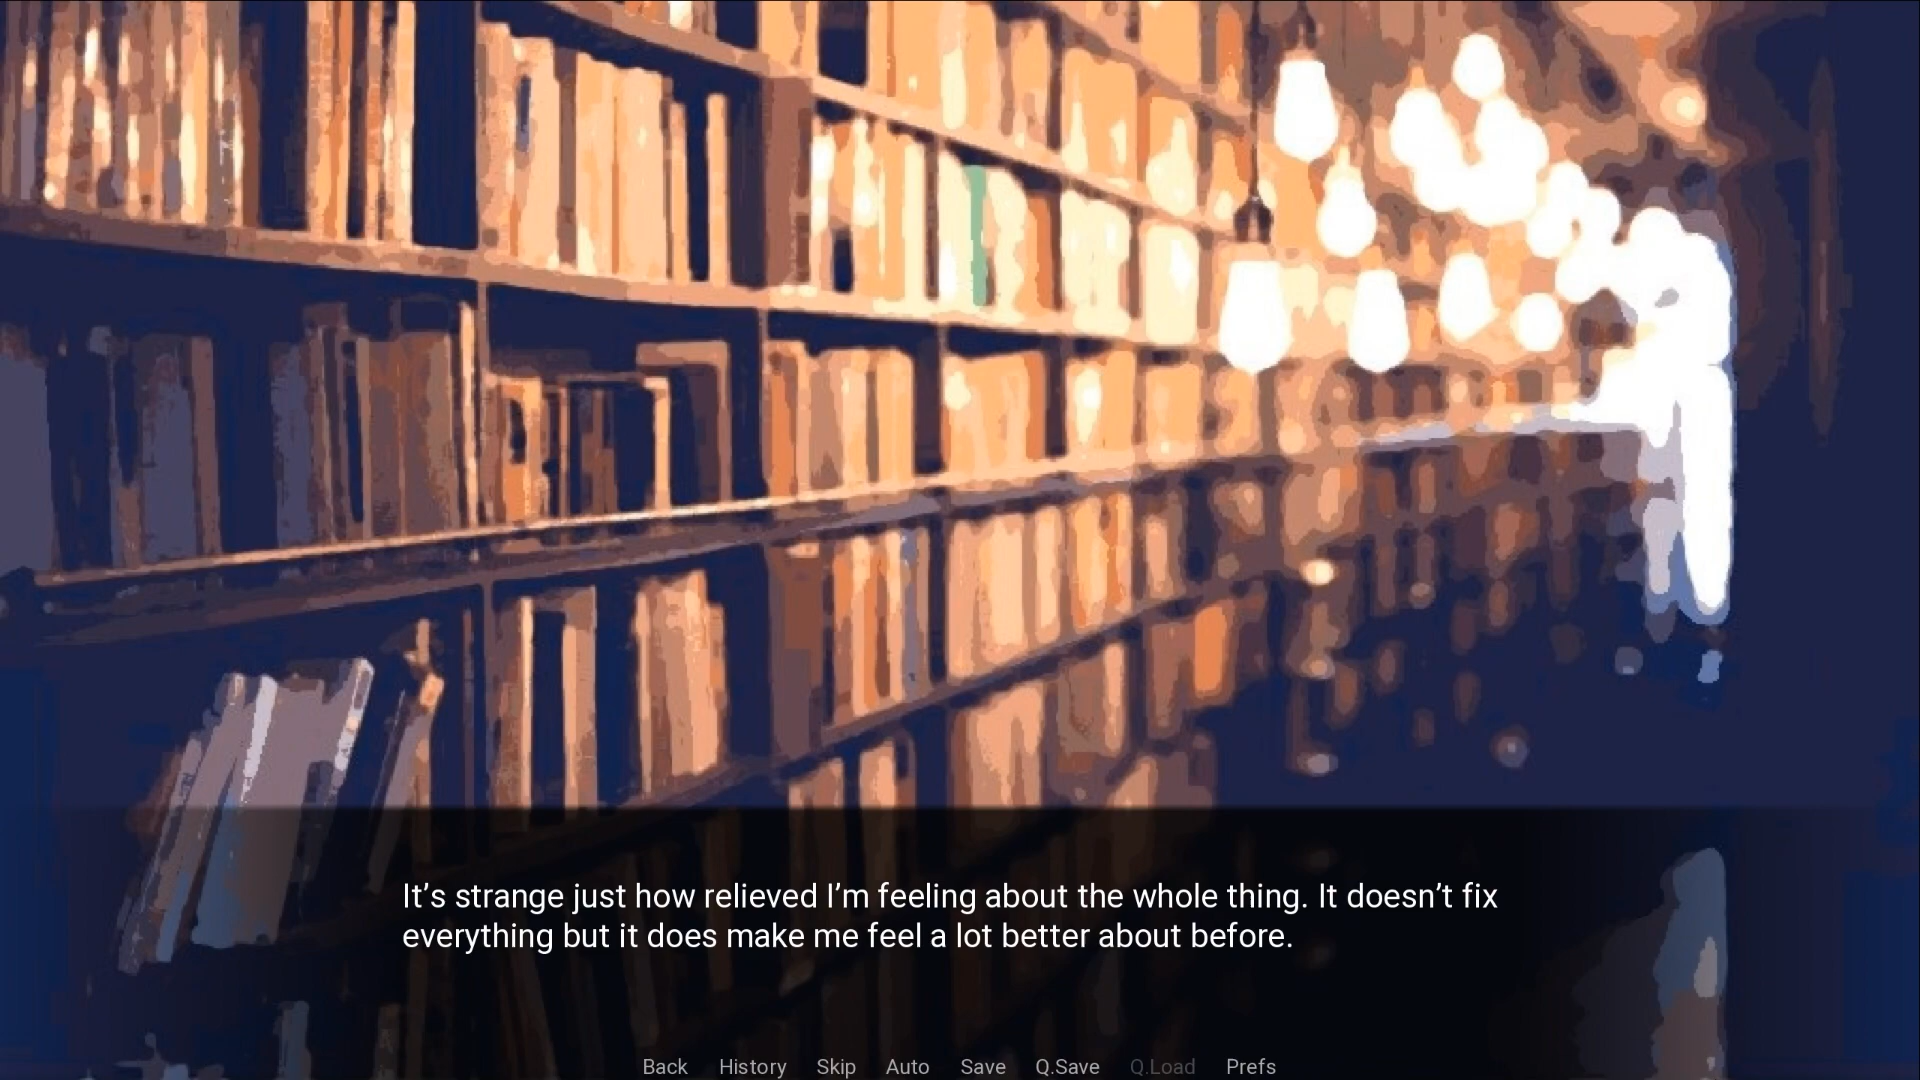 It’s strange just how relieved I’m feeling about the whole thing. It doesn’t fix
everything but it does make me feel a lot better about before.
Back History Skip Auto Save Q.Save Q.Load Prefs